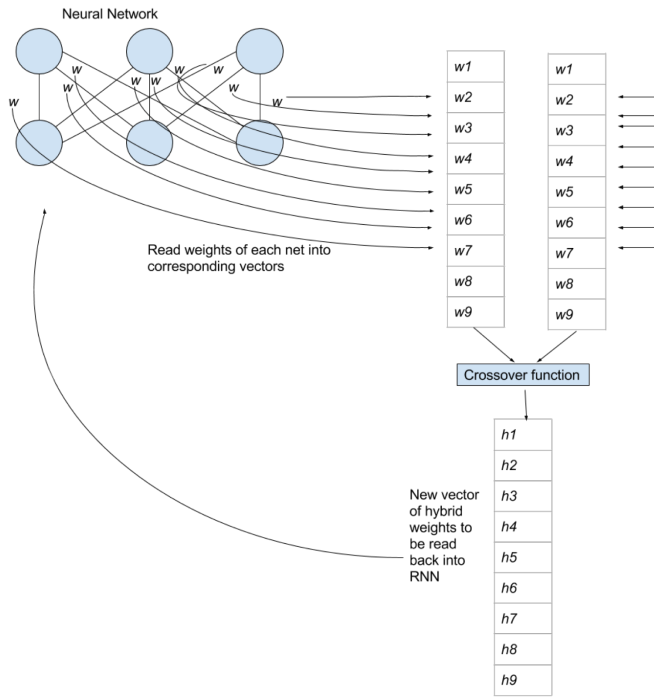 Neural Network
w
w
w
w
w
w
w
w
w
Read weights of each net into
corresponding vectors
w1
w2
w3
w4
w5
w6
w7
w8
w9
w1
w2
w3
w4
w5
w6
w7
w8
w9
Crossover function
New vector
of hybrid
weights to
be read
back into
RNN
h1
h2
h3
h4
h5
h6
h7
h8
h9